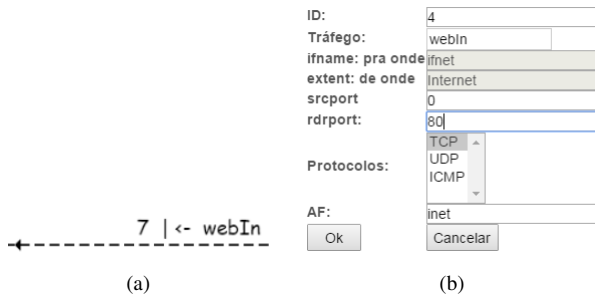 ID: 4
Tráfego: webIn
ifname: pra onde ifnet
extent: de onde Internet
srcport 0
rdrport: 80
Protocolos:
TCP
UDP
ICMP
AF: inet
Ok Cancelar
7 | <- webIn
(a) (b)